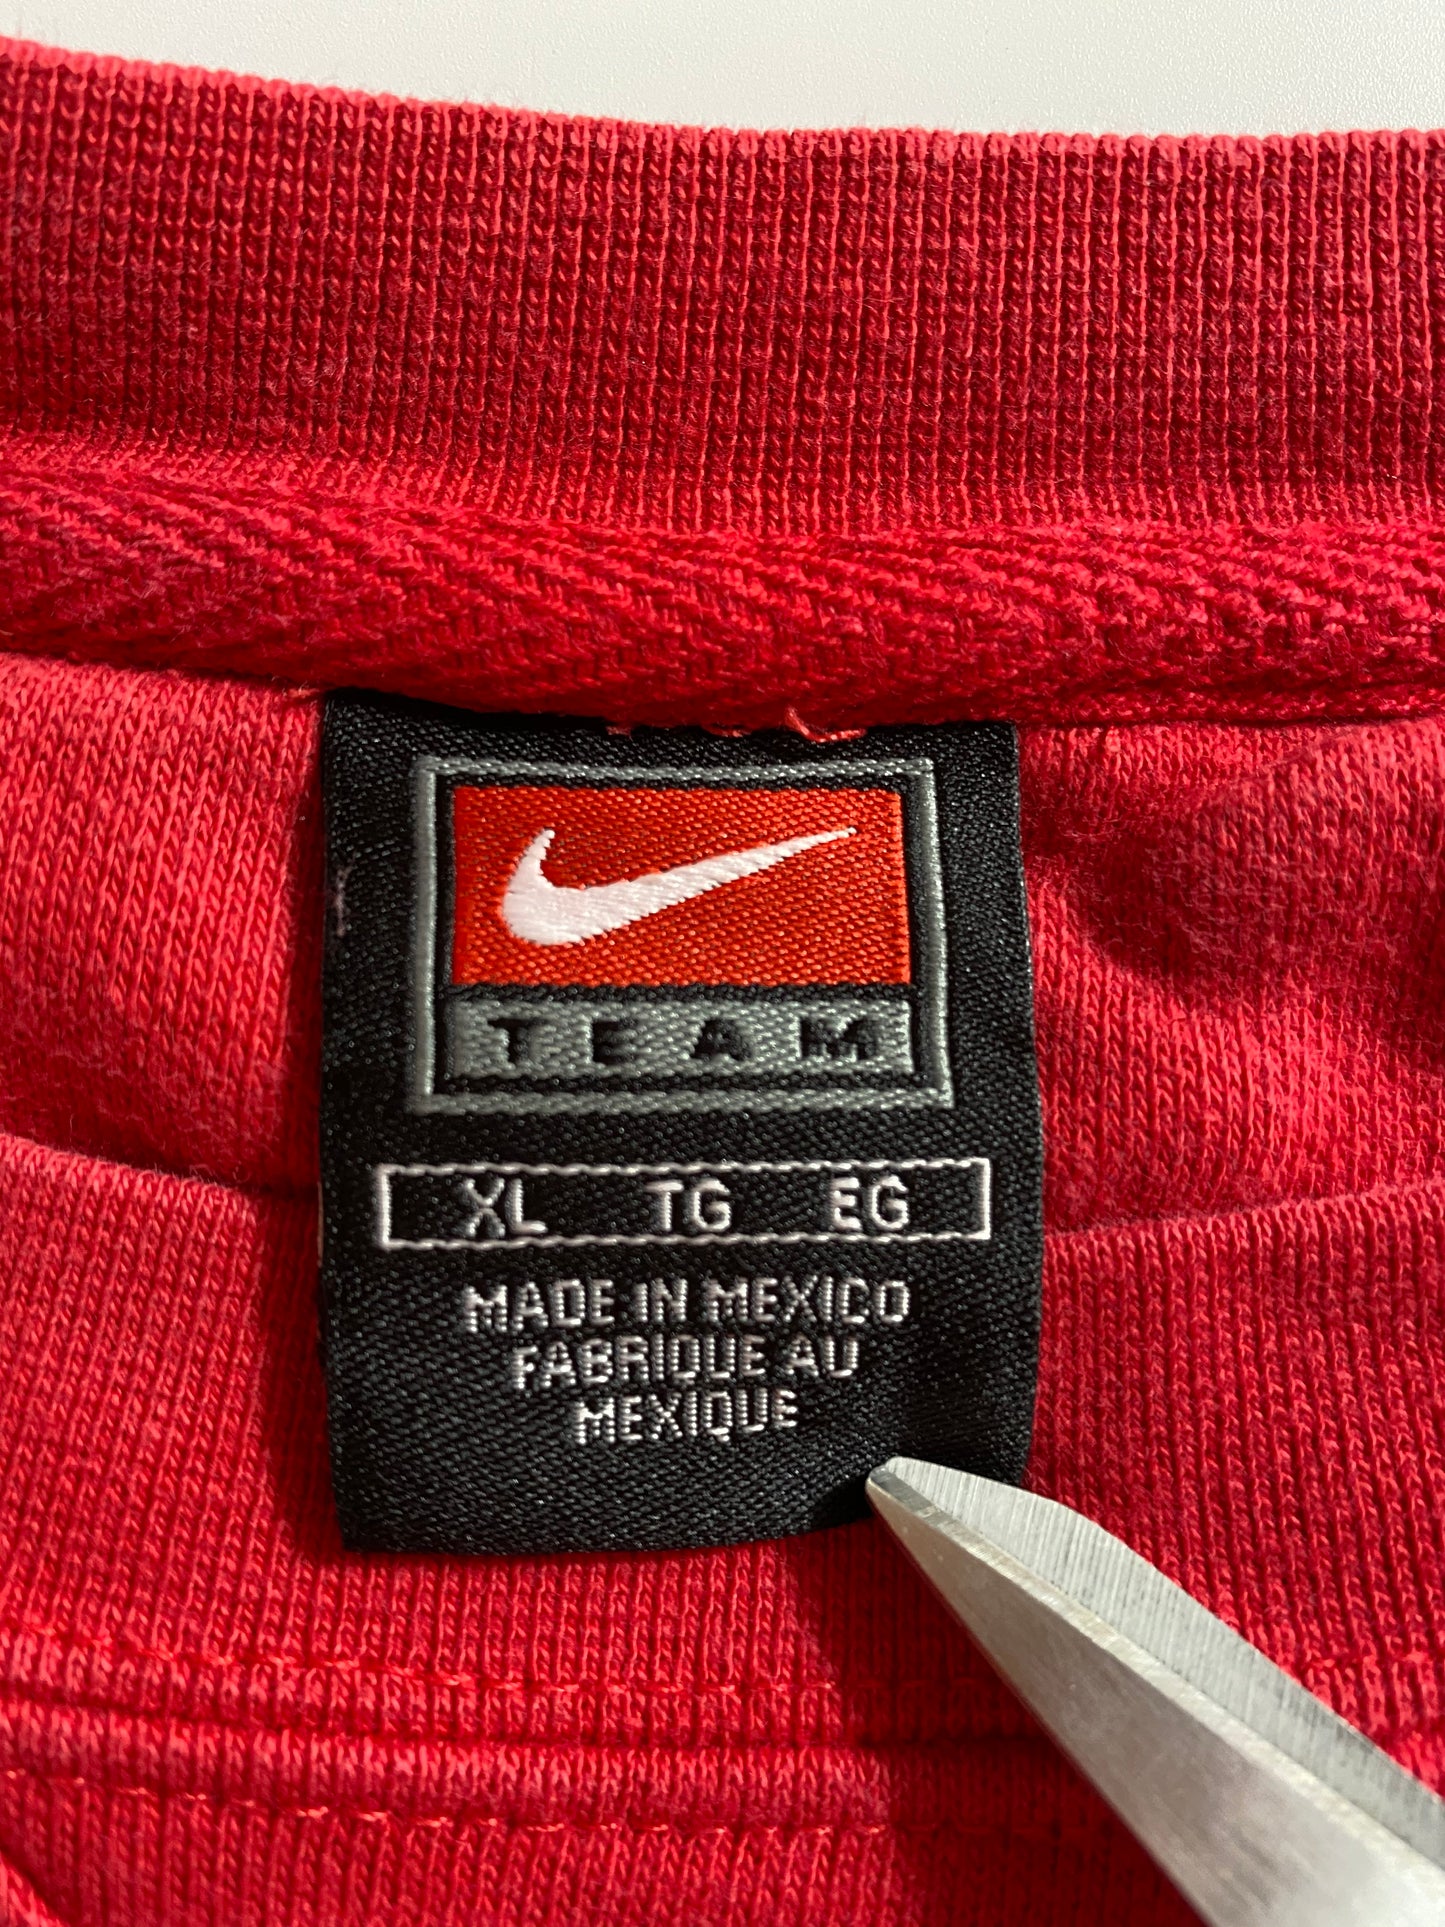 TEAM
XL TG EG
MADE IN MEXICO
FABRIQUE AU
MEXIQUE